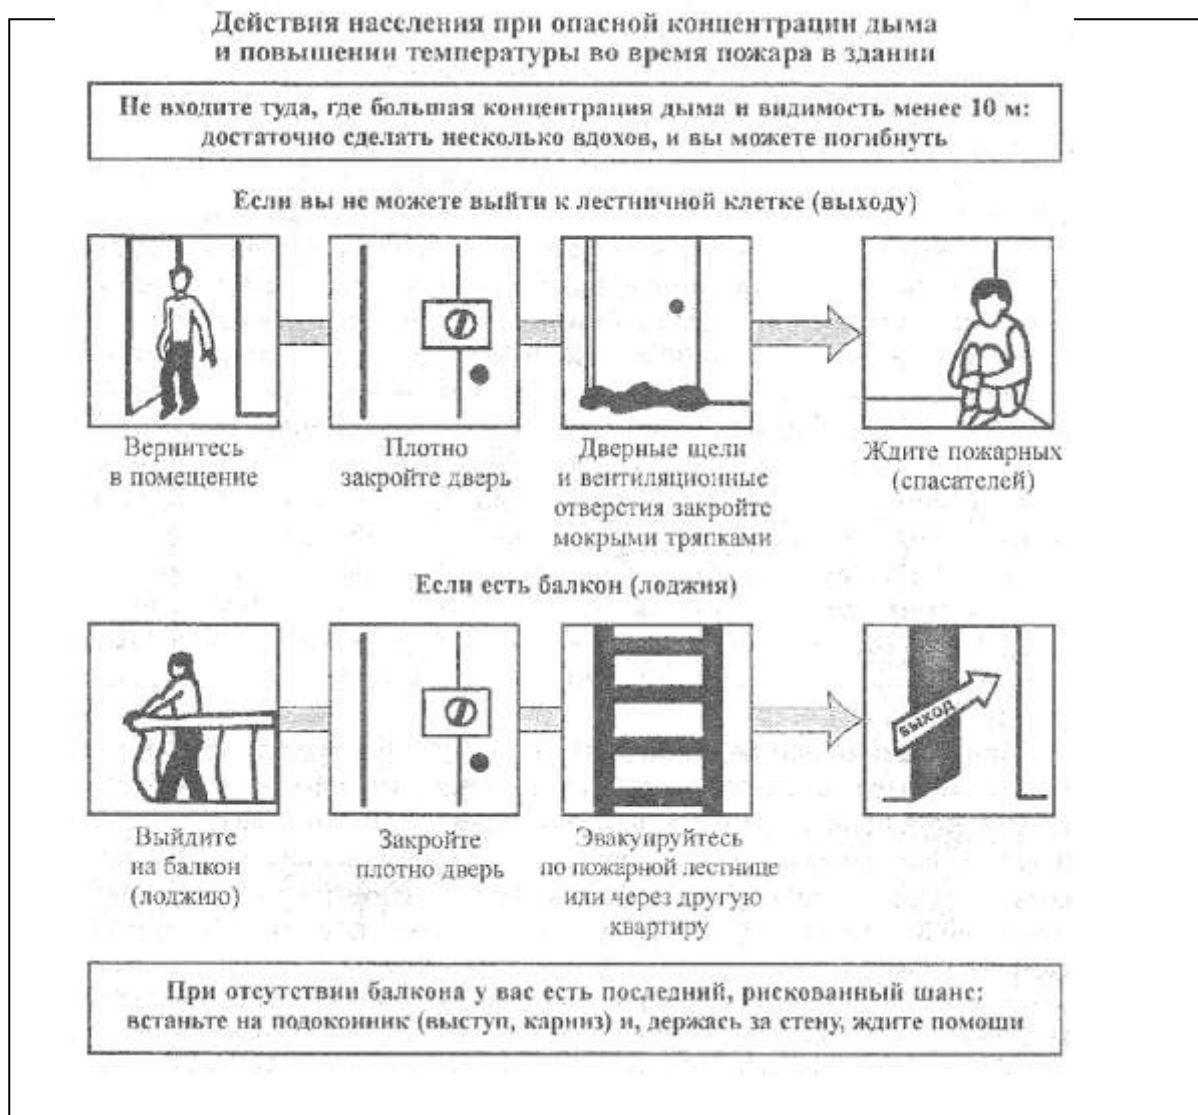 Действия населения при опасной концентрации дыма
и повышении температуры во время пожара в здании
Не входите туда, где большая концентрация дыма и видимость менее 10 м:
достаточно сделать несколько вдохов, и вы можете погибнуть
Если вы не можете выйти к лестничной клетке (выходу)
Вернитесь
в помещение
Плотно
закройте дверь
Дверные щели
и вентиляционные
отверстия закройте
мокрыми тряпками
Ждите пожарных
(спасателей)
Если есть балкон (лоджия)
ВЫХОД
Выйдите
на балкон
(лоджию)
Закройте
плотно дверь
Эвакуируйтесь
по пожарной лестнице
или через другую
квартиру
При отсутствии балкона у вас есть последний, рискованный шанс:
встаньте на подоконник (выступ, карниз) и, держась за стену, ждите помощи